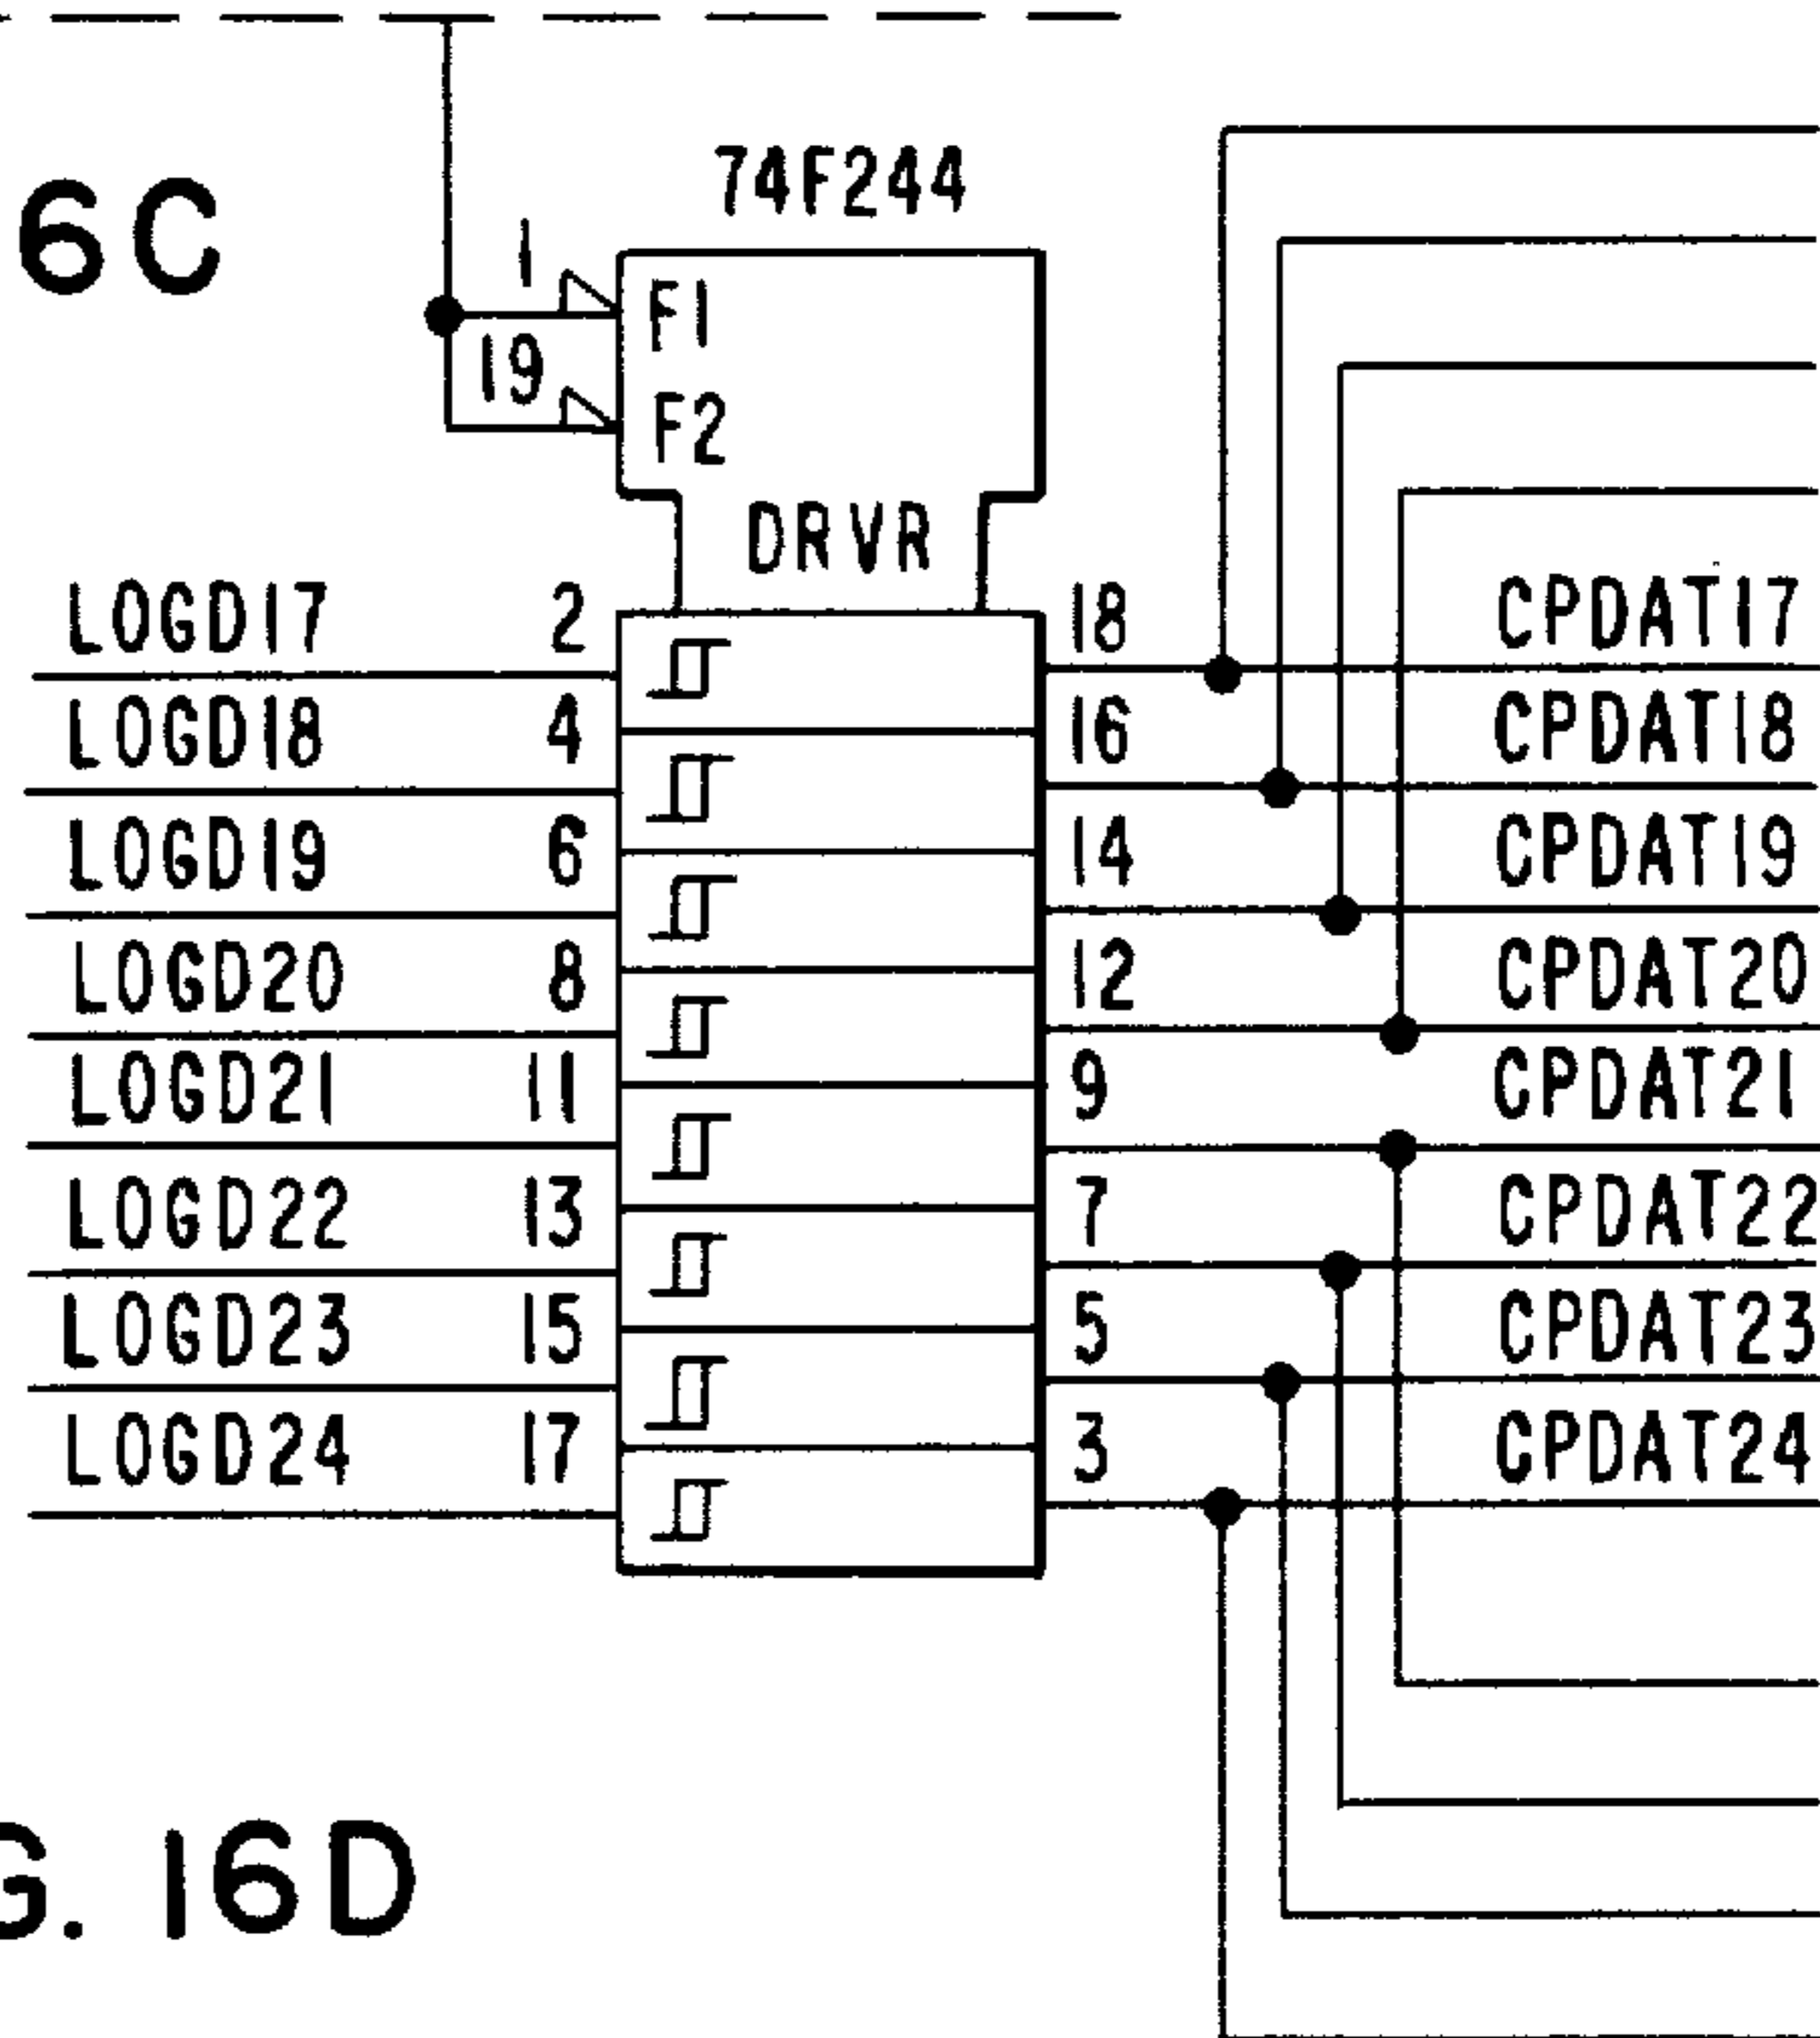 74F244
6C
1
F1
19
F2
DRVR
LOGD17 2 18 CPDAT17
LOGD18 4 16 CPDAT18
LOGD19 6 14 CPDAT19
LOGD20 8 12 CPDAT20
LOGD21 11 9 CPDAT21
LOGD22 13 7 CPDAT22
LOGD23 15 5 CPDAT23
LOGD24 17 3 CPDAT24
G. 16D